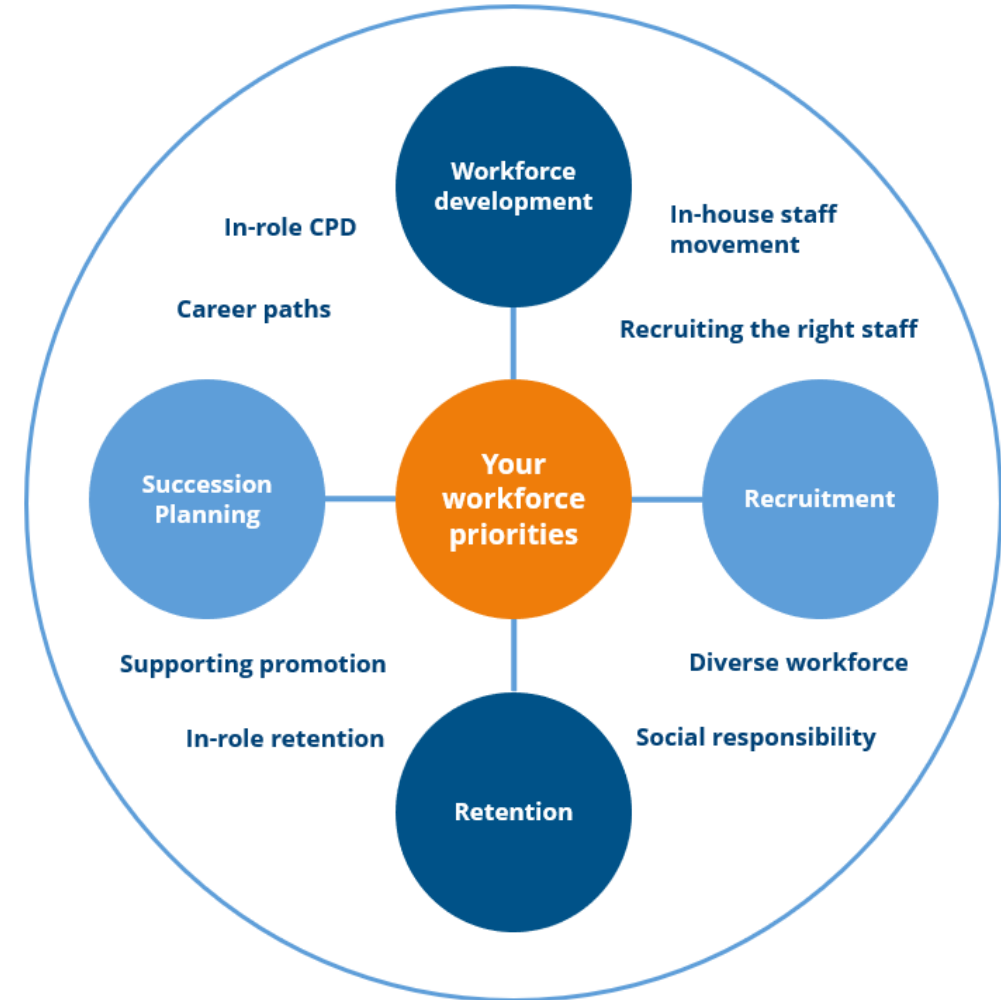 Workforce
development
In-role CPD
In-house staff
movement
Career paths
Recruiting the right staff
Your
workforce
priorities
Succession
Planning
Recruitment
Supporting promotion
Diverse workforce
In-role retention
Social responsibility
Retention